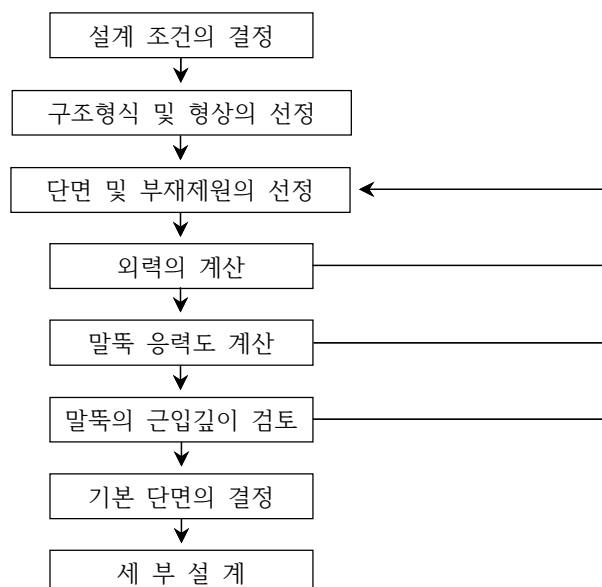 설계 조건의 결정
구조형식 및 형상의 선정
단면 및 부재제원의 선정
외력의 계산
말뚝 응력도 계산
말뚝의 근입깊이 검토
기본 단면의 결정
세 부 설 계